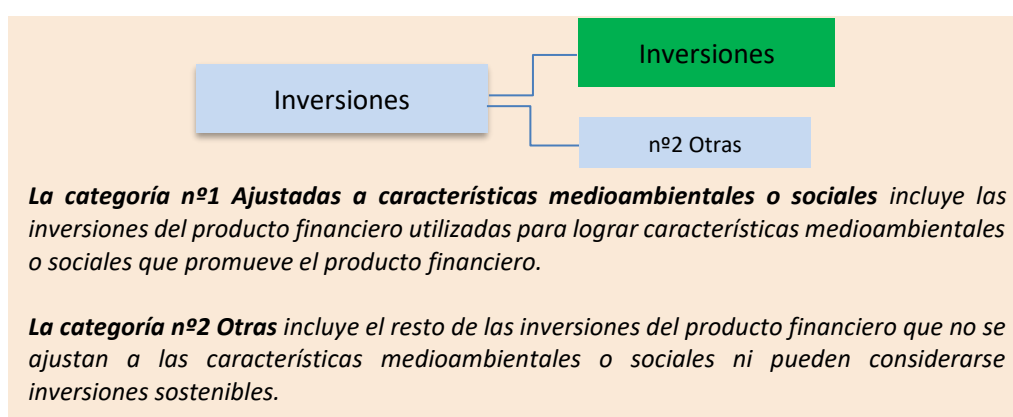 Inversiones
Inversiones
nº2 Otras
La categoría nº1 Ajustadas a características medioambientales o sociales incluye las
inversiones del producto financiero utilizadas para lograr características medioambientales
o sociales que promueve el producto financiero.
La categoría nº2 Otras incluye el resto de las inversiones del producto financiero que no se
ajustan a las características medioambientales o sociales ni pueden considerarse
inversiones sostenibles.